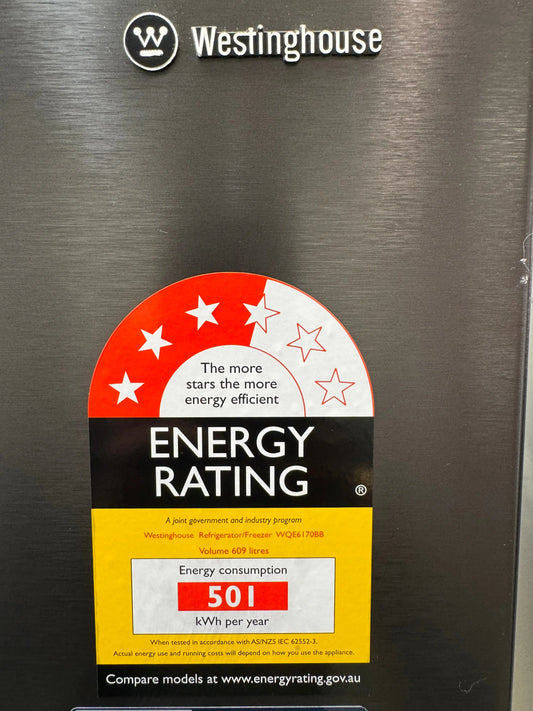 W Westinghouse
The more
stars the more
energy efficient
ENERGY
RATING ®
A joint government and industry program
Westinghouse Refrigerator/Freezer WQE6170BB
Volume 609 litres
Energy consumption
501
kWh per year
When tested in accordance with AS/NZS IEC 62552-3.
Actual energy use and running costs will depend on how you use the appliance.
Compare models at www.energyrating.gov.au